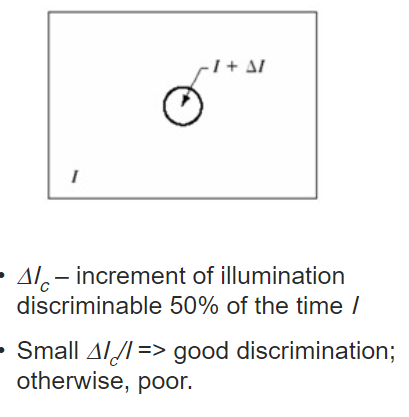 I + ΔI
I
• ΔIc – increment of illumination
discriminable 50% of the time I
• Small ΔIc/I => good discrimination;
otherwise, poor.